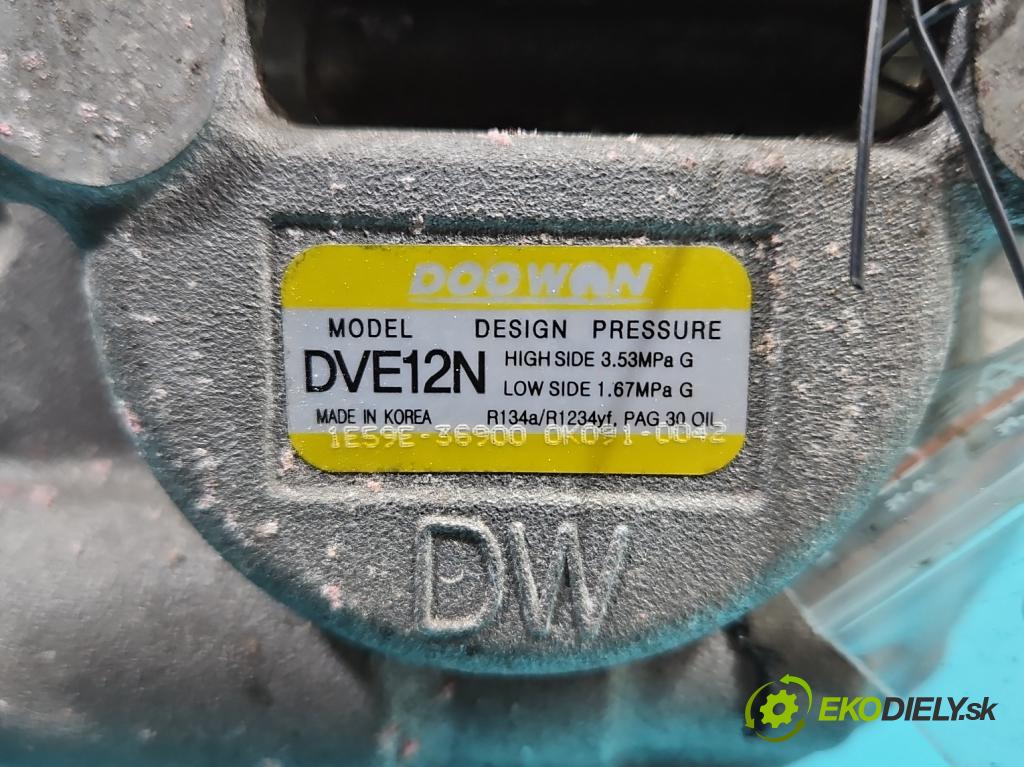 DOOWON
MODEL DESIGN PRESSURE
DVE12N HIGH SIDE 3.53MPa G
LOW SIDE 1.67MPa G
MADE IN KOREA R134a/R1234yf, PAG 30 OIL
1E59E-36900 0K091-0042
DW
EKODIELY.sk